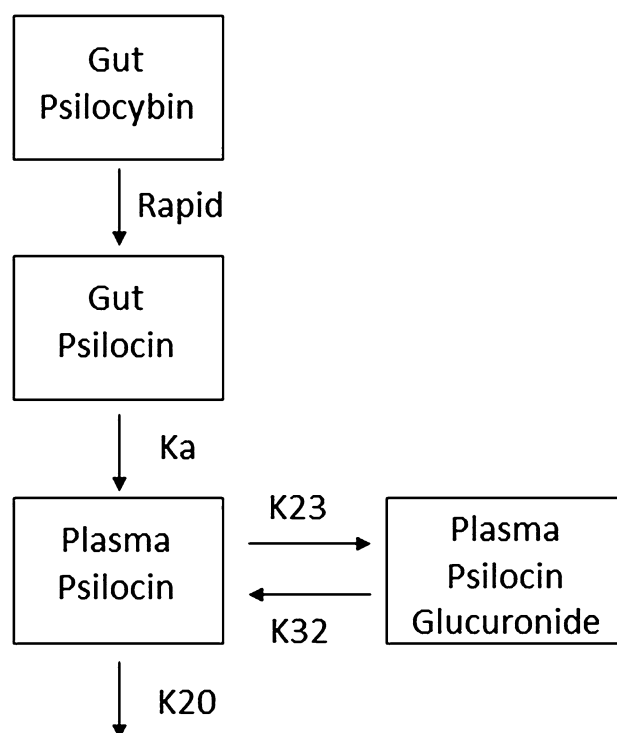 Gut
Psilocybin
Rapid
Gut
Psilocin
Ka
Plasma
Psilocin
K23
K32
Plasma
Psilocin
Glucuronide
K20